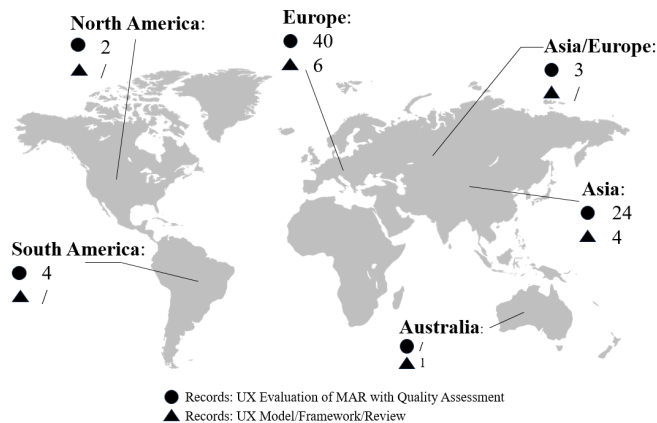 North America:
2
/
Europe:
40
6
Asia/Europe:
3
/
Asia:
24
4
South America:
4
/
Australia:
/
1
Records: UX Evaluation of MAR with Quality Assessment
Records: UX Model/Framework/Review